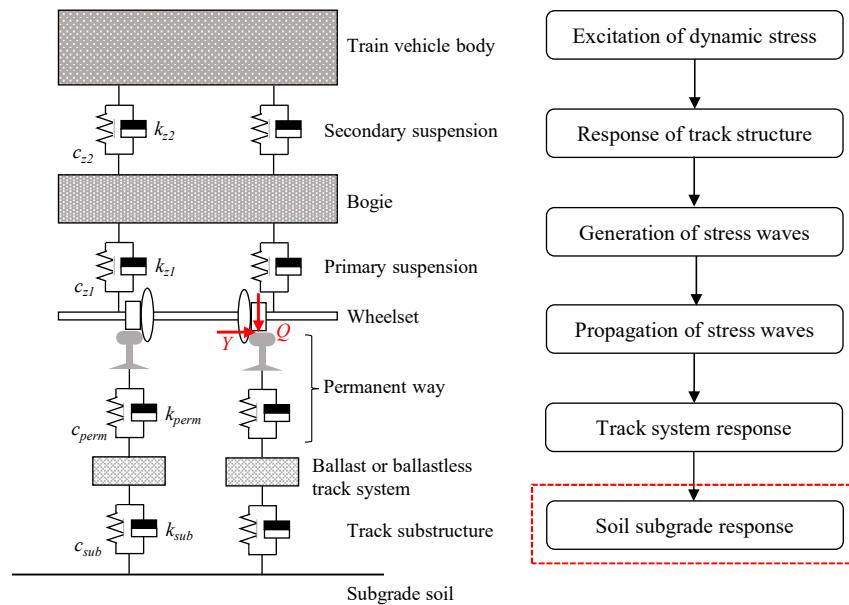 Train vehicle body
k_z2
Secondary suspension
c_z2
Bogie
k_z1
Primary suspension
c_z1
Wheelset
Q
Y
Permanent way
k_perm
c_perm
Ballast or ballastless
track system
k_sub
Track substructure
c_sub
Subgrade soil
Excitation of dynamic stress
Response of track structure
Generation of stress waves
Propagation of stress waves
Track system response
Soil subgrade response